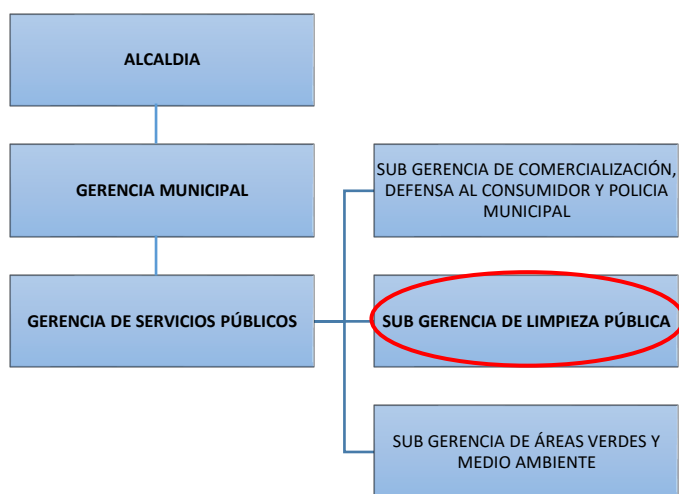 ALCALDIA
GERENCIA MUNICIPAL
SUB GERENCIA DE COMERCIALIZACIÓN,
DEFENSA AL CONSUMIDOR Y POLICIA
MUNICIPAL
GERENCIA DE SERVICIOS PÚBLICOS
SUB GERENCIA DE LIMPIEZA PÚBLICA
SUB GERENCIA DE ÁREAS VERDES Y
MEDIO AMBIENTE